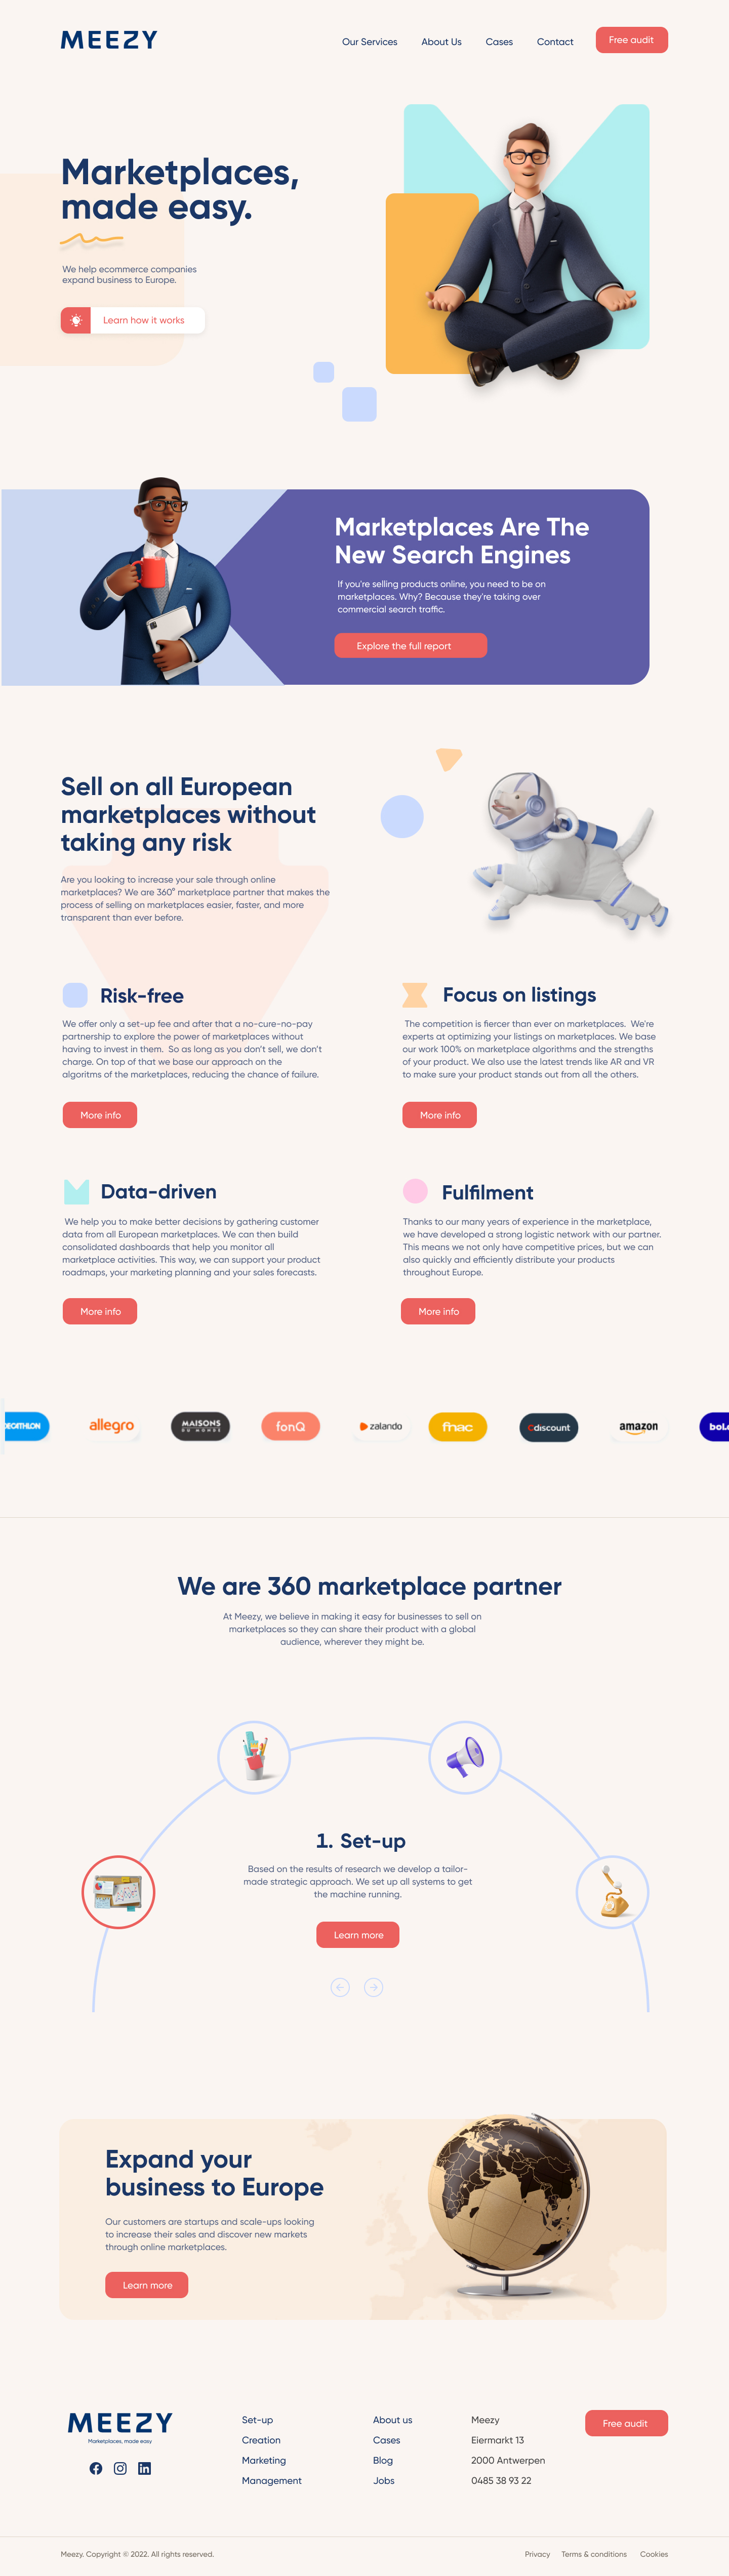 MEEZY
Our Services
About Us
Cases
Contact
Free audit
Marketplaces,
made easy.
We help ecommerce companies
expand business to Europe.
Learn how it works
Marketplaces Are The
New Search Engines
If you're selling products online, you need to be on
marketplaces. Why? Because they're taking over
commercial search traffic.
Explore the full report
Sell on all European
marketplaces without
taking any risk
Are you looking to increase your sale through online
marketplaces? We are 360° marketplace partner that makes the
process of selling on marketplaces easier, faster, and more
transparent than ever before.
Risk-free
We offer only a set-up fee and after that a no-cure-no-pay
partnership to explore the power of marketplaces without
having to invest in them.  So as long as you don't sell, we don't
charge. On top of that we base our approach on the
algoritms of the marketplaces, reducing the chance of failure.
More info
Focus on listings
The competition is fiercer than ever on marketplaces.  We're
experts at optimizing your listings on marketplaces. We base
our work 100% on marketplace algorithms and the strengths
of your product. We also use the latest trends like AR and VR
to make sure your product stands out from all the others.
More info
Data-driven
We help you to make better decisions by gathering customer
data from all European marketplaces. We can then build
consolidated dashboards that help you monitor all
marketplace activities. This way, we can support your product
roadmaps, your marketing planning and your sales forecasts.
More info
Fulfilment
Thanks to our many years of experience in the marketplace,
we have developed a strong logistic network with our partner.
This means we not only have competitive prices, but we can
also quickly and efficiently distribute your products
throughout Europe.
More info
DECATHLON
allegro
MAISONS
DU MONDE
fonQ
zalando
fnac
Cdiscount
amazon
bol.c
We are 360 marketplace partner
At Meezy, we believe in making it easy for businesses to sell on
marketplaces so they can share their product with a global
audience, wherever they might be.
1. Set-up
Based on the results of research we develop a tailor-
made strategic approach. We set up all systems to get
the machine running.
Learn more
Expand your
business to Europe
Our customers are startups and scale-ups looking
to increase their sales and discover new markets
through online marketplaces.
Learn more
MEEZY
Marketplaces, made easy
Set-up
Creation
Marketing
Management
About us
Cases
Blog
Jobs
Meezy
Eiermarkt 13
2000 Antwerpen
0485 38 93 22
Free audit
Meezy. Copyright © 2022. All rights reserved.
Privacy
Terms & conditions
Cookies